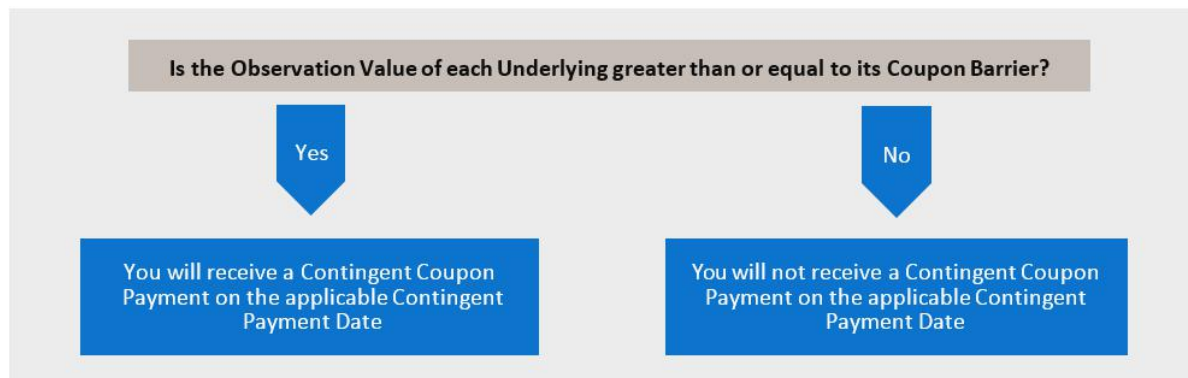 Is the Observation Value of each Underlying greater than or equal to its Coupon Barrier?
Yes
No
You will receive a Contingent Coupon
Payment on the applicable Contingent
Payment Date
You will not receive a Contingent Coupon
Payment on the applicable Contingent
Payment Date